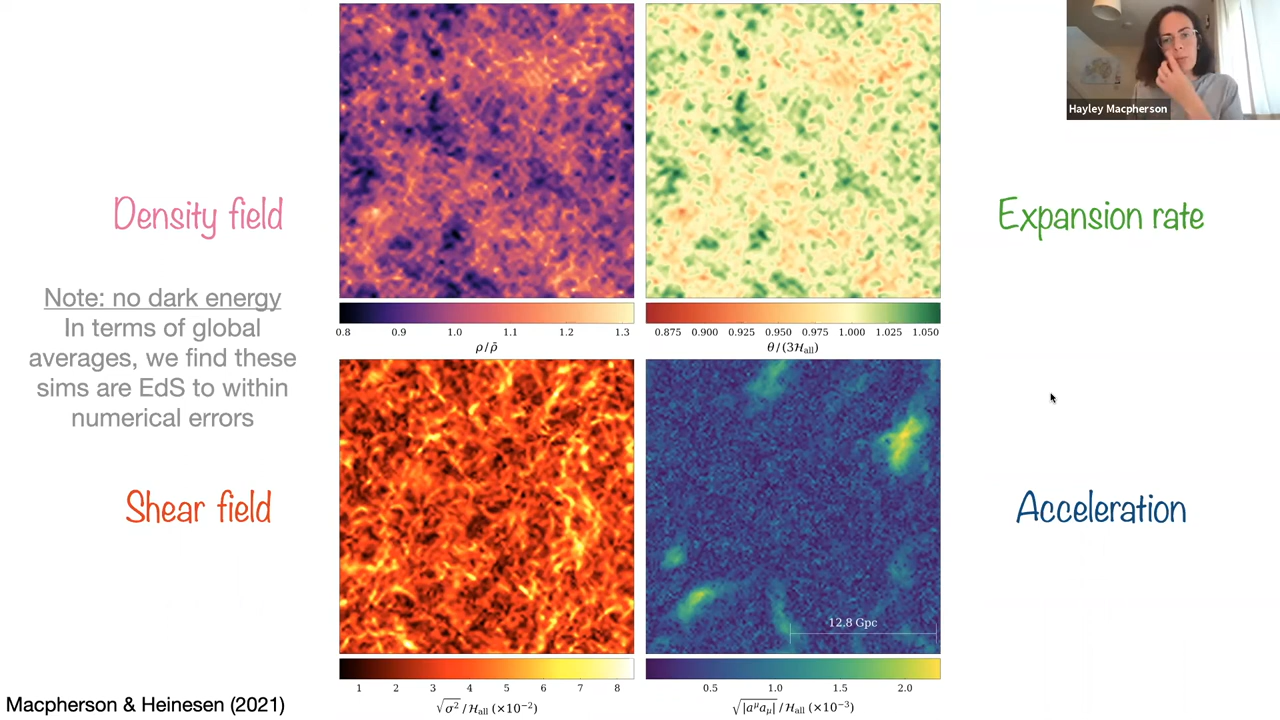 Hayley Macpherson
Density field
Expansion rate
Note: no dark energy
In terms of global
averages, we find these
sims are EdS to within
numerical errors
0.8 0.9 1.0 1.1 1.2 1.3
ρ/ρ̄
0.875 0.900 0.925 0.950 0.975 1.000 1.025 1.050
θ/(3ℋall)
Shear field
Acceleration
12.8 Gpc
1 2 3 4 5 6 7 8
√σ² / ℋall (×10⁻²)
0.5 1.0 1.5 2.0
√|aᵘaμ| / ℋall (×10⁻³)
Macpherson & Heinesen (2021)